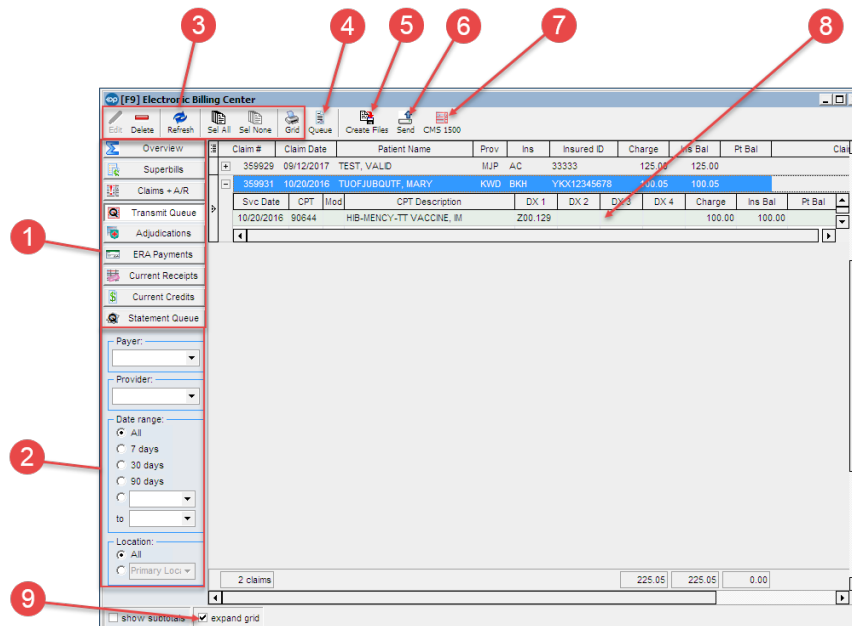 3
4
5
6
7
8
[F9] Electronic Billing Center
Edit Delete Refresh Sel All Sel None Grid Queue Create Files Send CMS 1500
Overview
Superbills
Claims + A/R
Transmit Queue
Adjudications
ERA Payments
Current Receipts
Current Credits
Statement Queue
1
Claim # Claim Date Patient Name Prov Ins Insured ID Charge Ins Bal Pt Bal
359929 09/12/2017 TEST, VALID MJP AC 33333 125.00 125.00
359931 10/20/2016 TUOFJUBQUTF, MARY KWD BKH YKX12345678 100.05 100.05
Svc Date CPT Mod CPT Description DX 1 DX 2 DX 3 DX 4 Charge Ins Bal Pt Bal
10/20/2016 90644 HIB-MENCY-TT VACCINE, IM Z00.129 100.00 100.00
Payer:
Provider:
Date range:
All
7 days
30 days
90 days
to
2
Location:
All
Primary Loc
2 claims 225.05 225.05 0.00
9
show subtotals expand grid